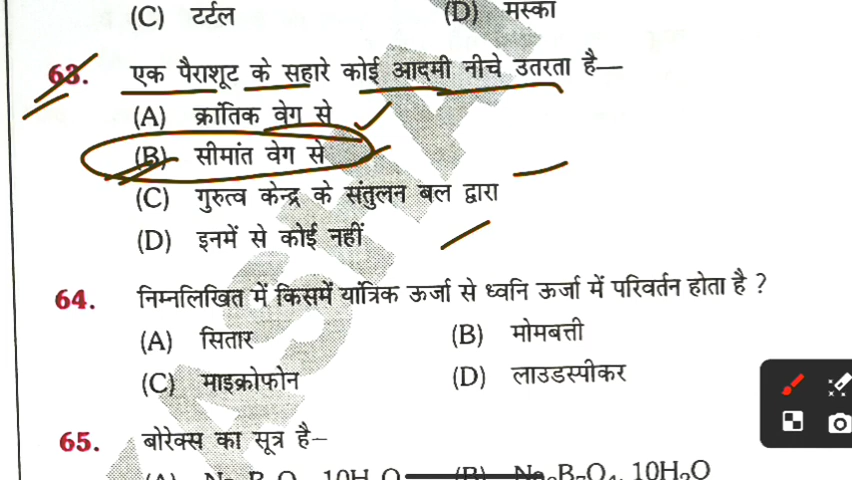 (C) टर्टल (D) मस्का
63. एक पैराशूट के सहारे कोई आदमी नीचे उतरता है—
(A) क्रांतिक वेग से
(B) सीमांत वेग से
(C) गुरुत्व केन्द्र के संतुलन बल द्वारा
(D) इनमें से कोई नहीं
64. निम्नलिखित में किसमें यांत्रिक ऊर्जा से ध्वनि ऊर्जा में परिवर्तन होता है ?
(A) सितार (B) मोमबत्ती
(C) माइक्रोफोन (D) लाउडस्पीकर
65. बोरेक्स का सूत्र है–
(B) 10H₂O